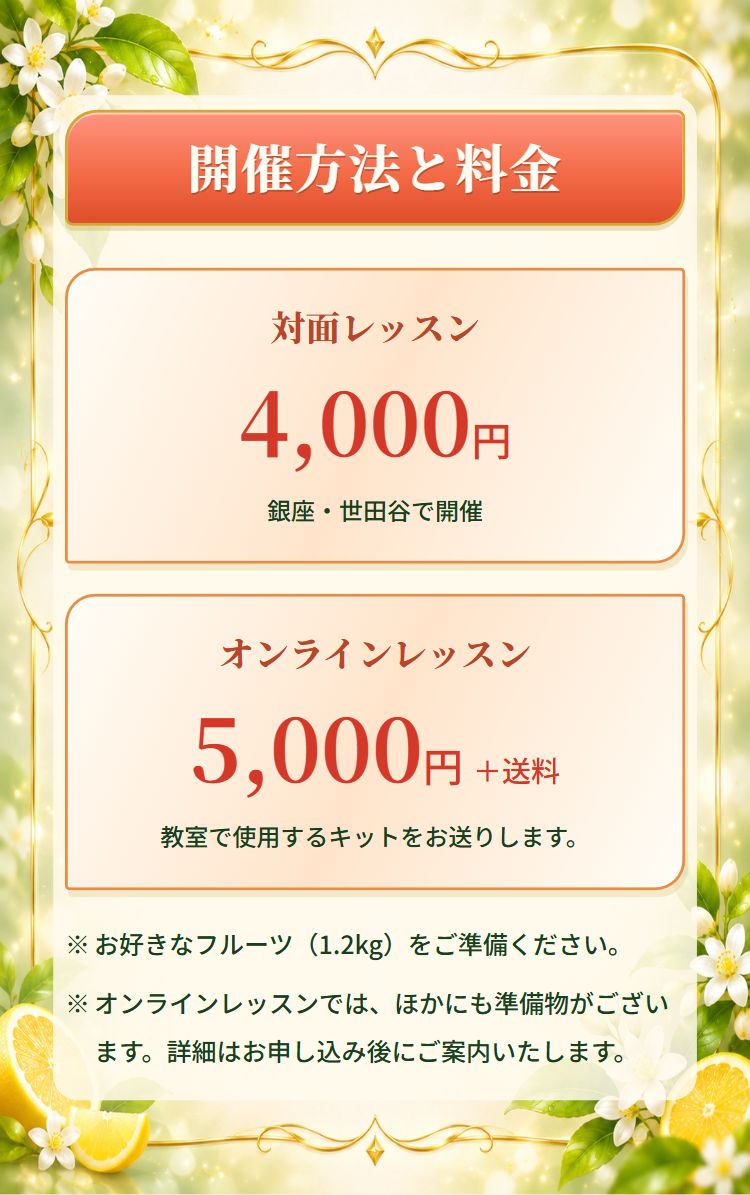 開催方法と料金
対面レッスン
4,000円
銀座・世田谷で開催
オンラインレッスン
5,000円 ＋送料
教室で使用するキットをお送りします。
※ お好きなフルーツ（1.2kg）をご準備ください。
※ オンラインレッスンでは、ほかにも準備物がござい
ます。詳細はお申し込み後にご案内いたします。